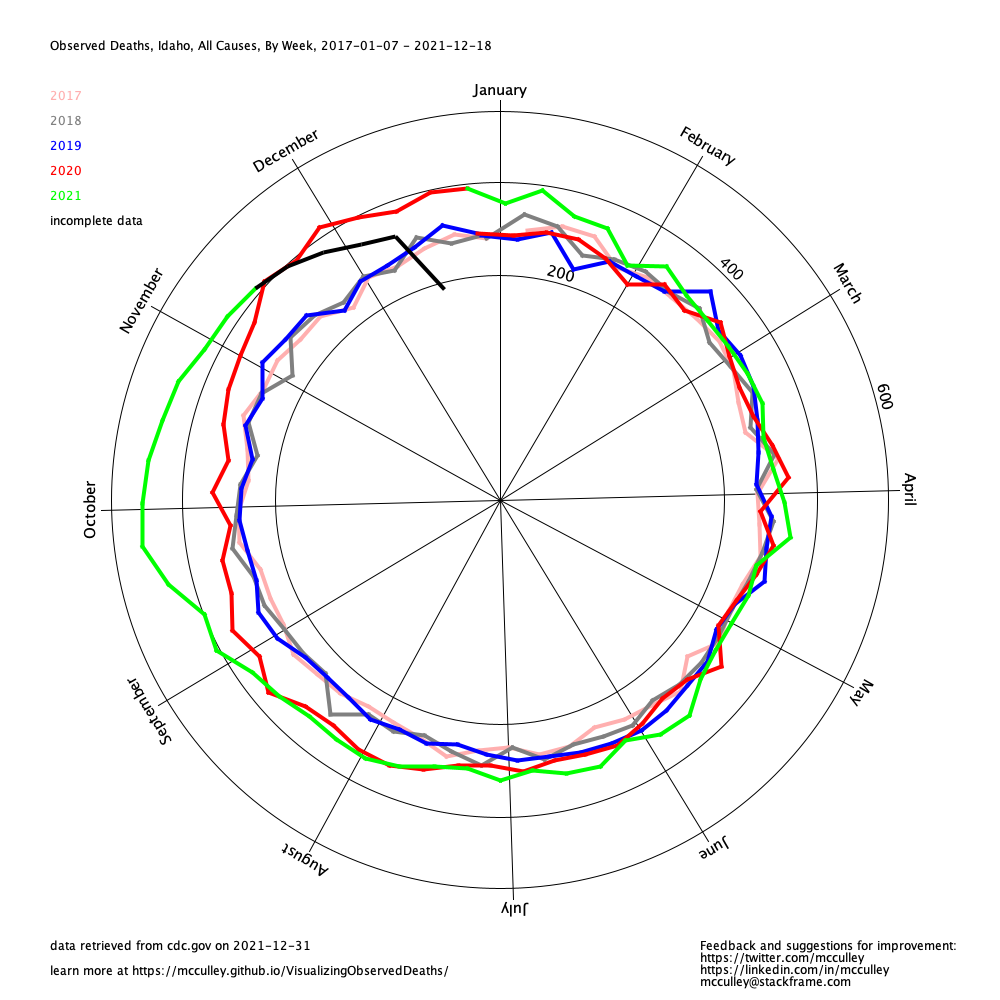 Observed Deaths, Idaho, All Causes, By Week, 2017-01-07 - 2021-12-18
2017
2018
2019
2020
2021
incomplete data
January
February
March
April
May
June
July
August
September
October
November
December
200
400
600
data retrieved from cdc.gov on 2021-12-31
learn more at https://mcculley.github.io/VisualizingObservedDeaths/
Feedback and suggestions for improvement:
https://twitter.com/mcculley
https://linkedin.com/in/mcculley
mcculley@stackframe.com